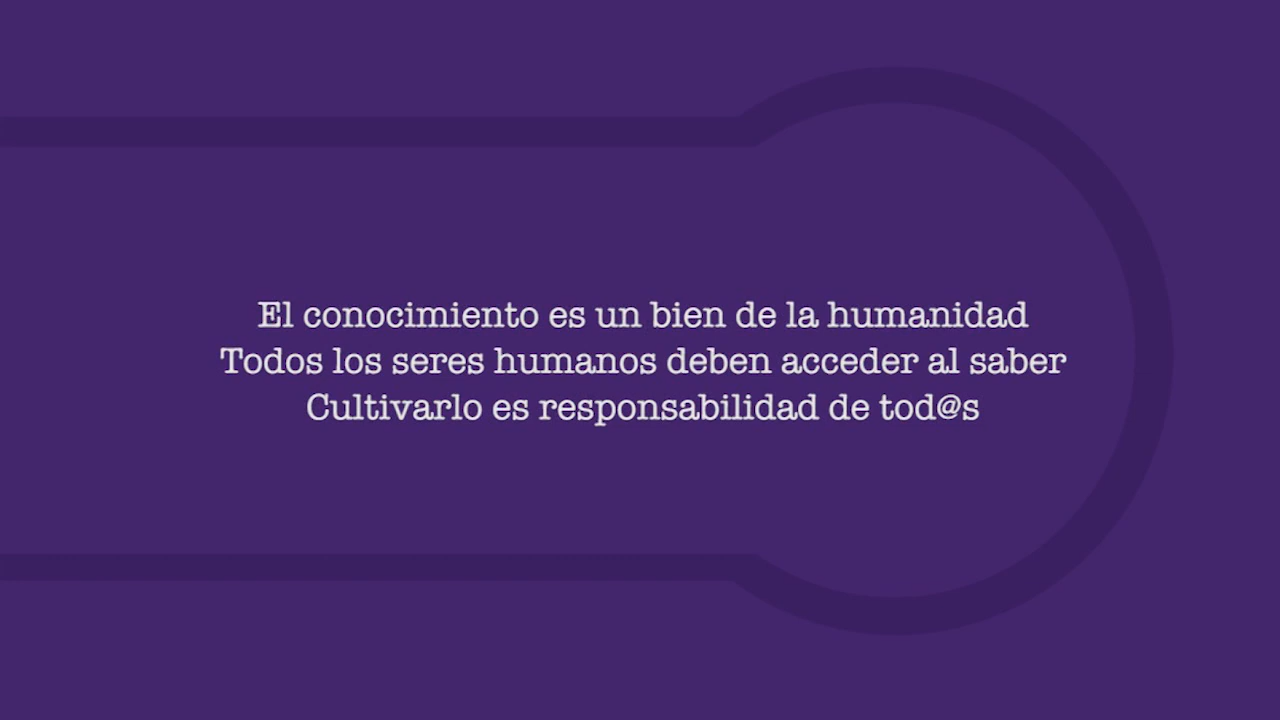 El conocimiento es un bien de la humanidad
Todos los seres humanos deben acceder al saber
Cultivarlo es responsabilidad de tod@s